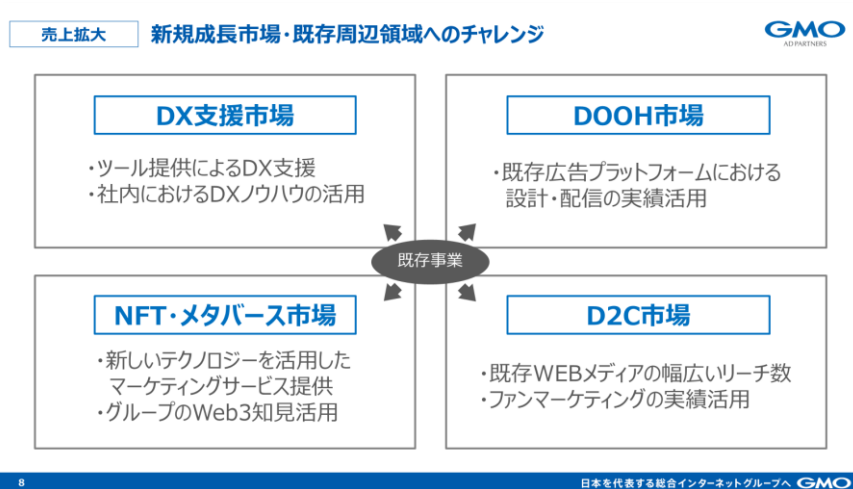 売上拡大
新規成長市場・既存周辺領域へのチャレンジ
GMO
AD PARTNERS
DX支援市場
・ツール提供によるDX支援
・社内におけるDXノウハウの活用
DOOH市場
・既存広告プラットフォームにおける
設計・配信の実績活用
既存事業
NFT・メタバース市場
・新しいテクノロジーを活用した
マーケティングサービス提供
・グループのWeb3知見活用
D2C市場
・既存WEBメディアの幅広いリーチ数
・ファンマーケティングの実績活用
8
日本を代表する総合インターネットグループへ GMO